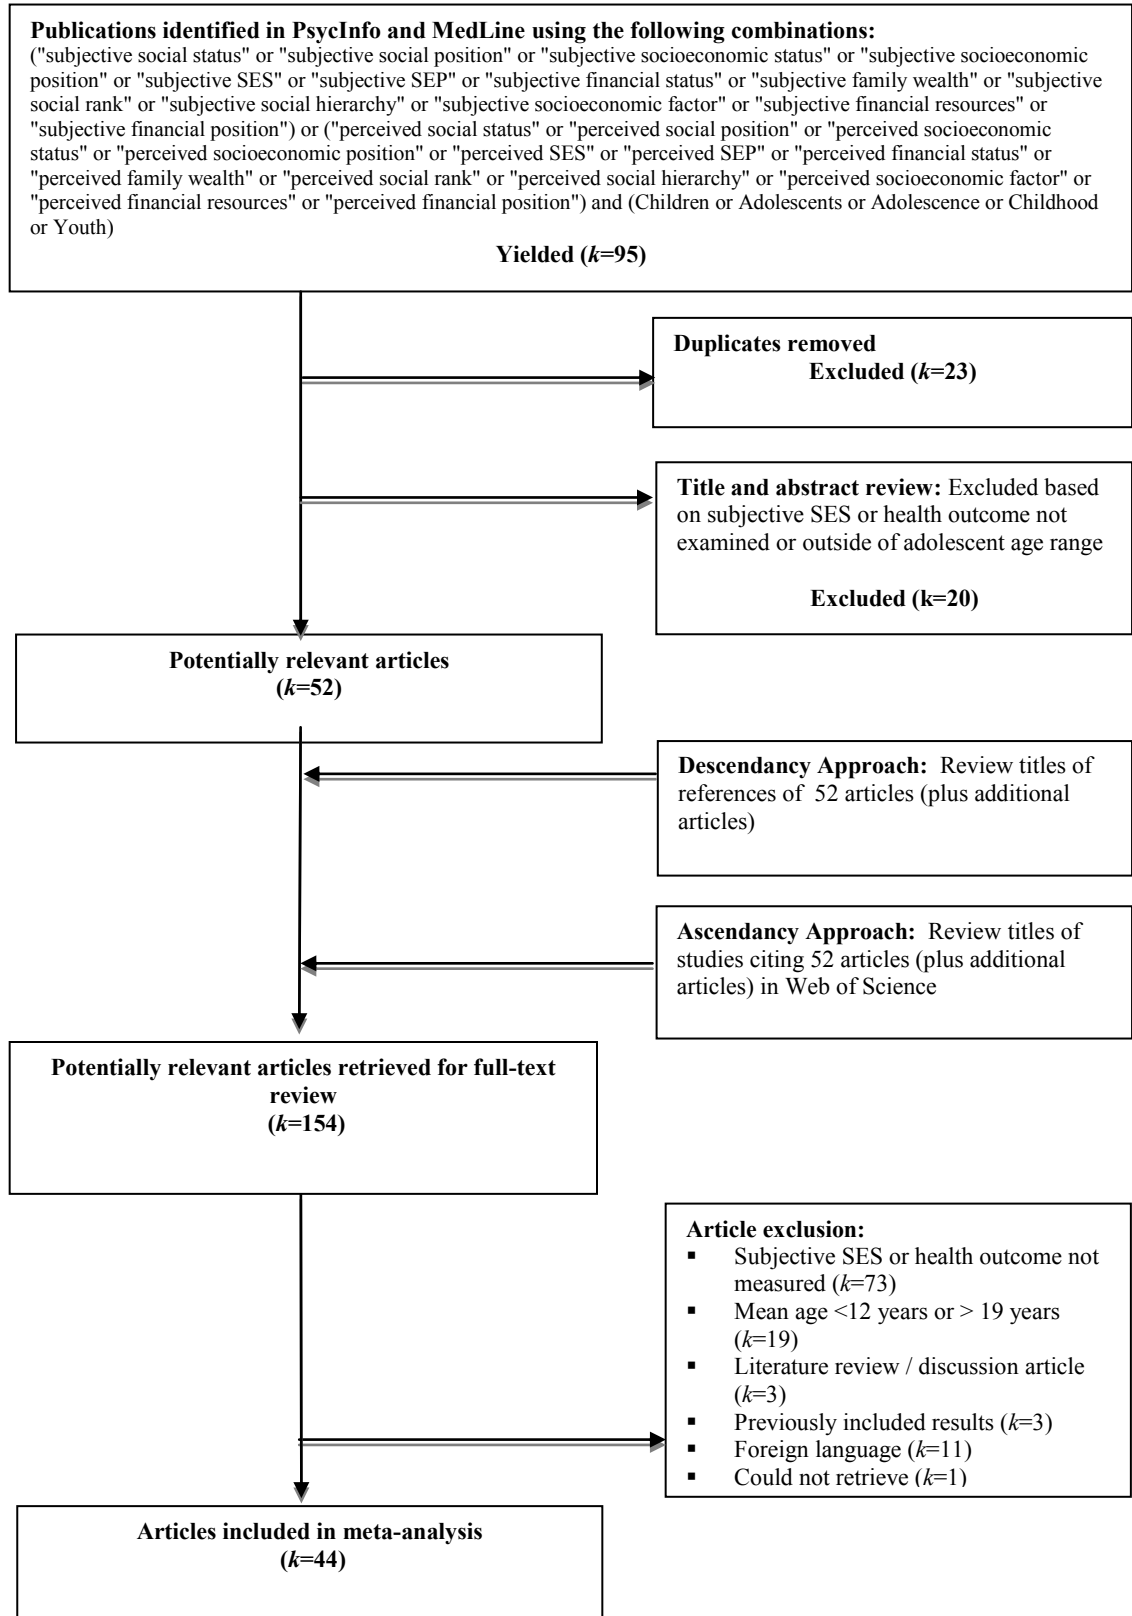 Publications identified in PsycInfo and MedLine using the following combinations:
("subjective social status" or "subjective social position" or "subjective socioeconomic status" or "subjective socioeconomic
position" or "subjective SES" or "subjective SEP" or "subjective financial status" or "subjective family wealth" or "subjective
social rank" or "subjective social hierarchy" or "subjective socioeconomic factor" or "subjective financial resources" or
"subjective financial position") or ("perceived social status" or "perceived social position" or "perceived socioeconomic
status" or "perceived socioeconomic position" or "perceived SES" or "perceived SEP" or "perceived financial status" or
"perceived family wealth" or "perceived social rank" or "perceived social hierarchy" or "perceived socioeconomic factor" or
"perceived financial resources" or "perceived financial position") and (Children or Adolescents or Adolescence or Childhood
or Youth)
Yielded (k=95)
Duplicates removed
Excluded (k=23)
Title and abstract review: Excluded based
on subjective SES or health outcome not
examined or outside of adolescent age range
Excluded (k=20)
Potentially relevant articles
(k=52)
Descendancy Approach: Review titles of
references of 52 articles (plus additional
articles)
Ascendancy Approach: Review titles of
studies citing 52 articles (plus additional
articles) in Web of Science
Potentially relevant articles retrieved for full-text
review
(k=154)
Article exclusion:
▪ Subjective SES or health outcome not
measured (k=73)
▪ Mean age <12 years or > 19 years
(k=19)
▪ Literature review / discussion article
(k=3)
▪ Previously included results (k=3)
▪ Foreign language (k=11)
▪ Could not retrieve (k=1)
Articles included in meta-analysis
(k=44)